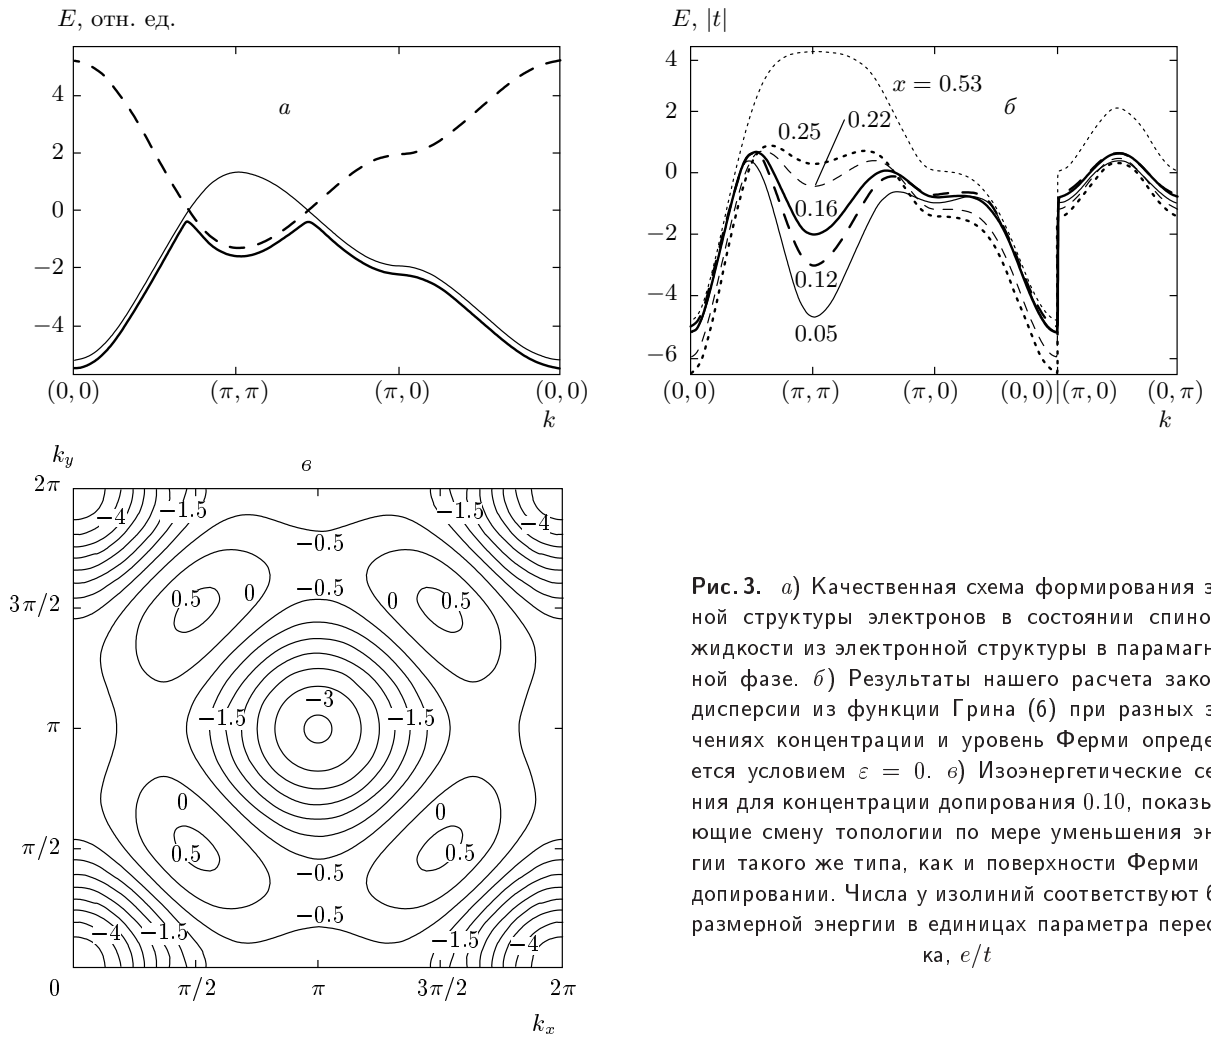 E, отн. ед.
4
2
0
−2
−4
а
(0, 0)
(π, π)
(π, 0)
(0, 0)
k
E, |t|
4
2
0
−2
−4
−6
x = 0.53
б
0.25
0.22
0.16
0.12
0.05
(0, 0)
(π, π)
(π, 0)
(0, 0)|(π, 0)
(0, π)
k
k_y
в
2π
3π/2
π
π/2
0
−4
−1.5
−1.5
−4
−0.5
−0.5
0.5
0
0
0.5
−3
−1.5
−1.5
0
0
0.5
0.5
−0.5
−0.5
−4
−1.5
−1.5
−4
π/2
π
3π/2
2π
k_x
Рис. 3. а) Качественная схема формирования з
ной структуры электронов в состоянии спино
жидкости из электронной структуры в парамагн
ной фазе. б) Результаты нашего расчета зако
дисперсии из функции Грина (6) при разных з
чениях концентрации и уровень Ферми опреде
ется условием ε = 0. в) Изоэнергетические се
ния для концентрации допирования 0.10, показы
ющие смену топологии по мере уменьшения эн
гии такого же типа, как и поверхности Ферми
допировании. Числа у изолиний соответствуют б
размерной энергии в единицах параметра перес
ка, e/t